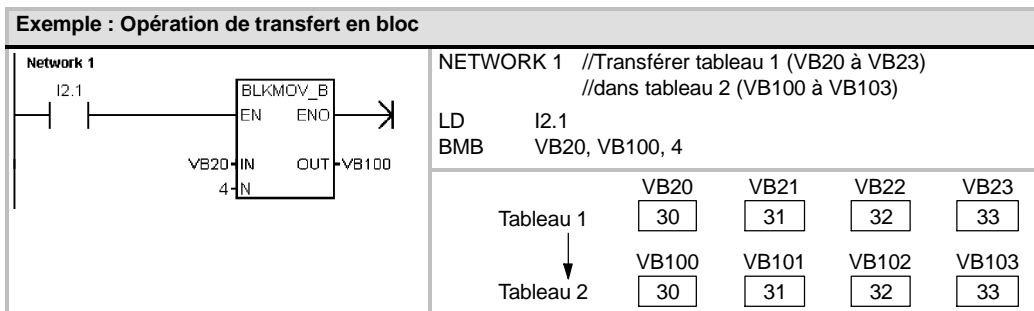 Exemple : Opération de transfert en bloc
Network 1
I2.1
BLKMOV_B
EN ENO
VB20 IN OUT VB100
4 N
NETWORK 1 //Transférer tableau 1 (VB20 à VB23)
//dans tableau 2 (VB100 à VB103)
LD I2.1
BMB VB20, VB100, 4
VB20 VB21 VB22 VB23
Tableau 1 30 31 32 33
VB100 VB101 VB102 VB103
Tableau 2 30 31 32 33